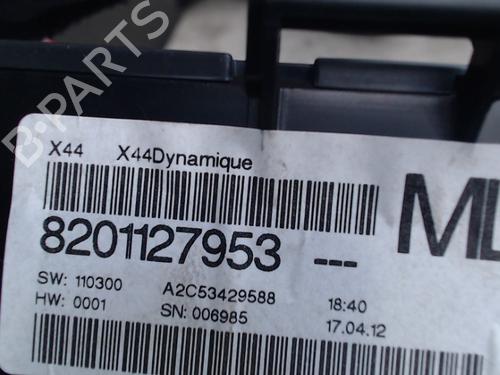 B-PARTS
X44 X44Dynamique
8201127953 ---
SW: 110300 A2C53429588 18:40
HW: 0001 SN: 006985 17.04.12